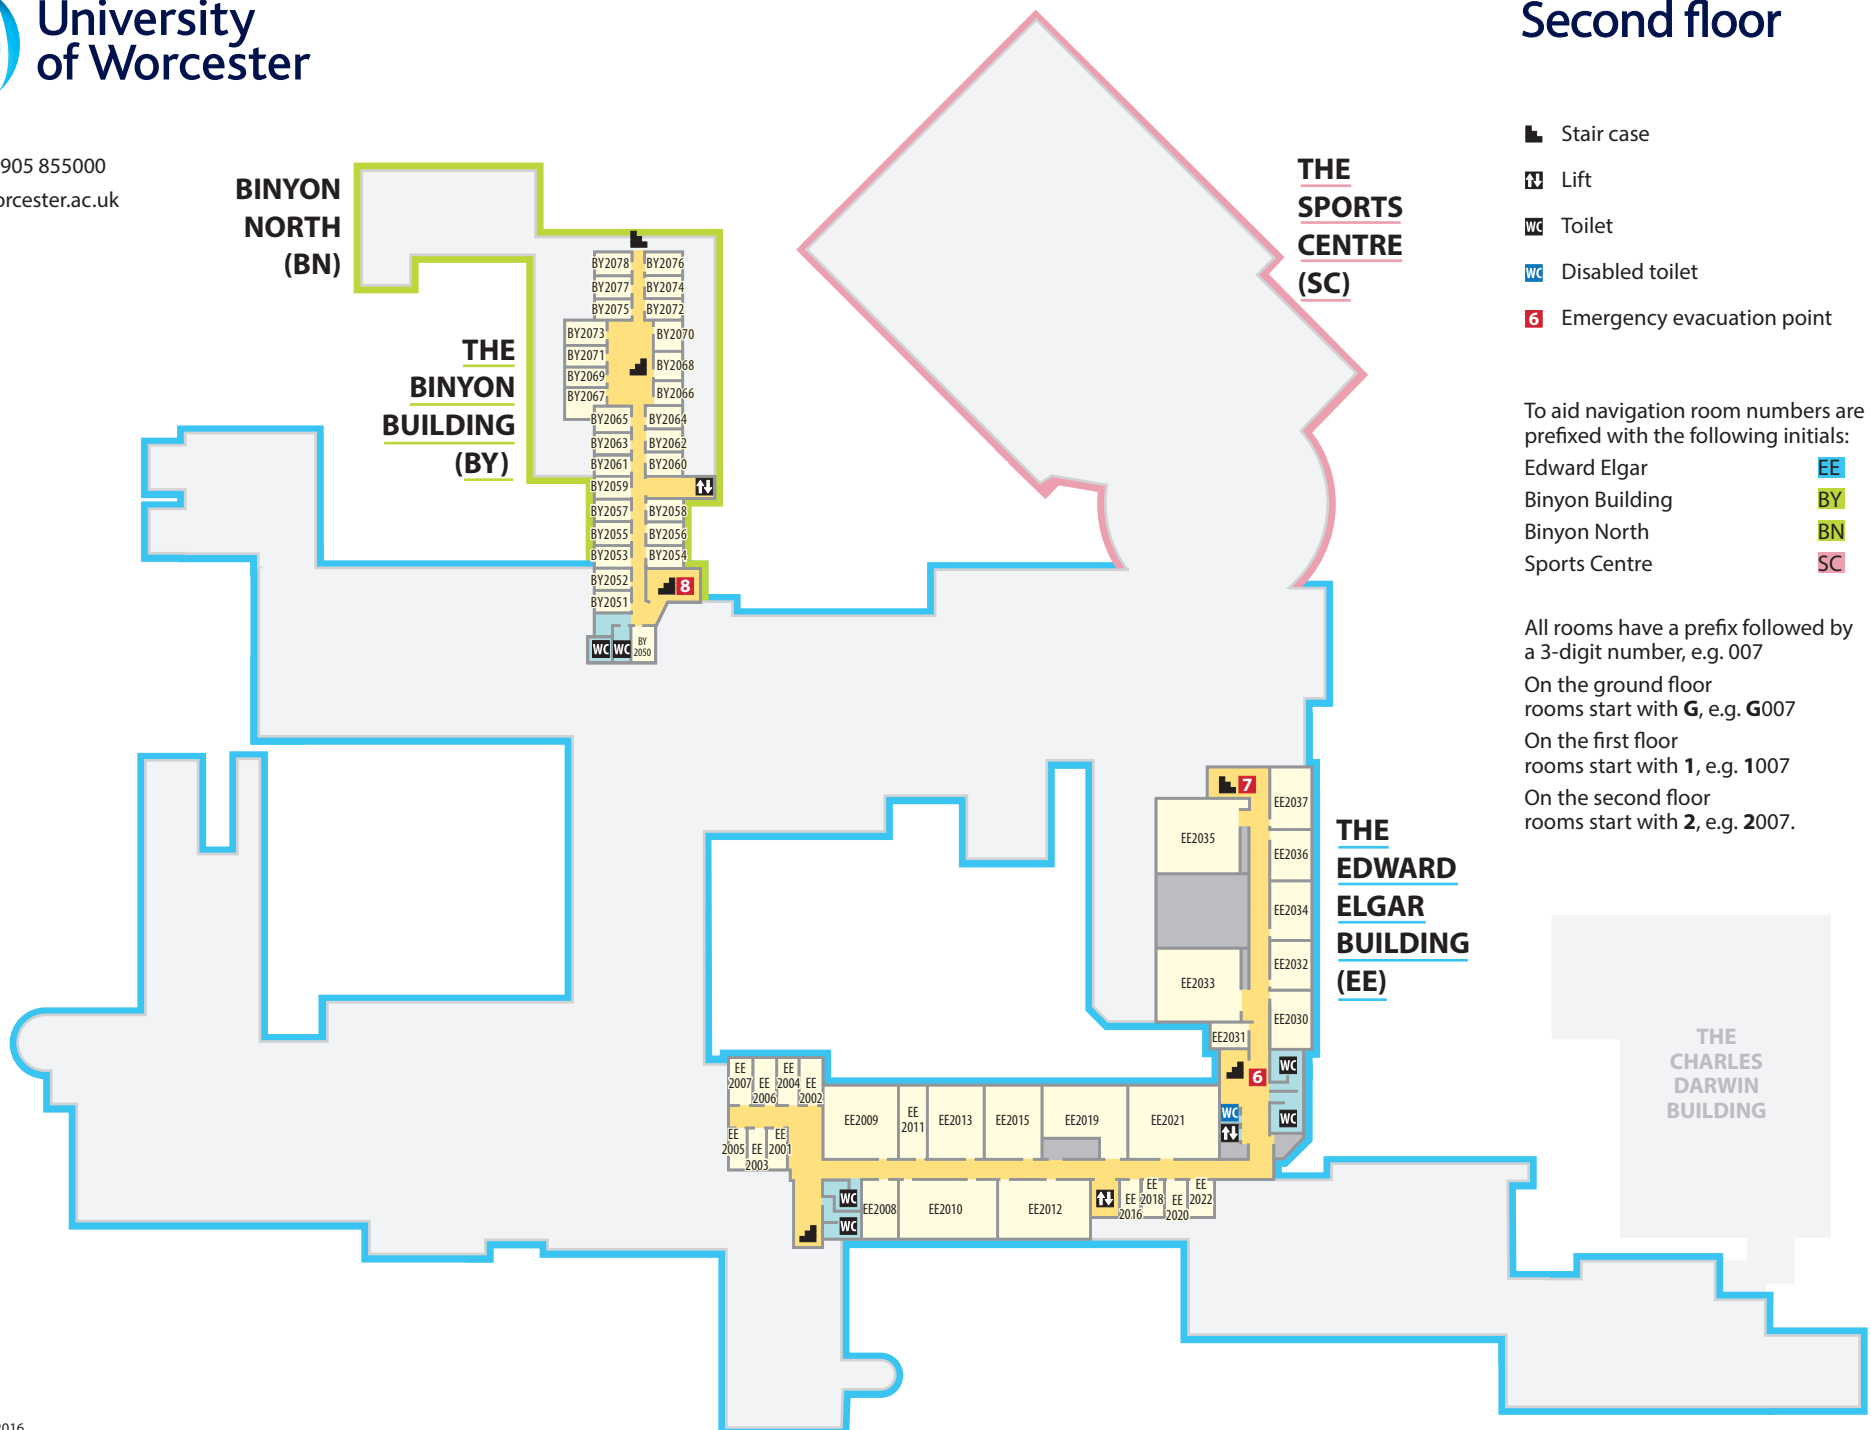 University
of Worcester
Second floor
905 855000
orcester.ac.uk
Stair case
Lift
WC Toilet
WC Disabled toilet
6 Emergency evacuation point
To aid navigation room numbers are
prefixed with the following initials:
Edward Elgar EE
Binyon Building BY
Binyon North BN
Sports Centre SC
All rooms have a prefix followed by
a 3-digit number, e.g. 007
On the ground floor
rooms start with G, e.g. G007
On the first floor
rooms start with 1, e.g. 1007
On the second floor
rooms start with 2, e.g. 2007.
BINYON
NORTH
(BN)
THE
BINYON
BUILDING
(BY)
THE
SPORTS
CENTRE
(SC)
BY2078 BY2076
BY2077 BY2074
BY2075 BY2072
BY2073 BY2070
BY2071
BY2068
BY2069
BY2067 BY2066
BY2065 BY2064
BY2063 BY2062
BY2061 BY2060
BY2059
BY2057 BY2058
BY2055 BY2056
BY2053 BY2054
BY2052 8
BY2051
WC WC BY
2050
7
EE2037
EE2035
EE2036
EE2034
EE2032
EE2033
EE2030
EE2031
WC
6
WC
WC
THE
EDWARD
ELGAR
BUILDING
(EE)
THE
CHARLES
DARWIN
BUILDING
EE
2007
EE
2006
EE
2004
EE
2002
EE
2005
EE
2003
EE
2001
EE2009
EE
2011
EE2013
EE2015
EE2019
EE2021
WC
WC
EE2008
EE2010
EE2012
EE
2016
EE
2018
EE
2020
EE
2022
2016